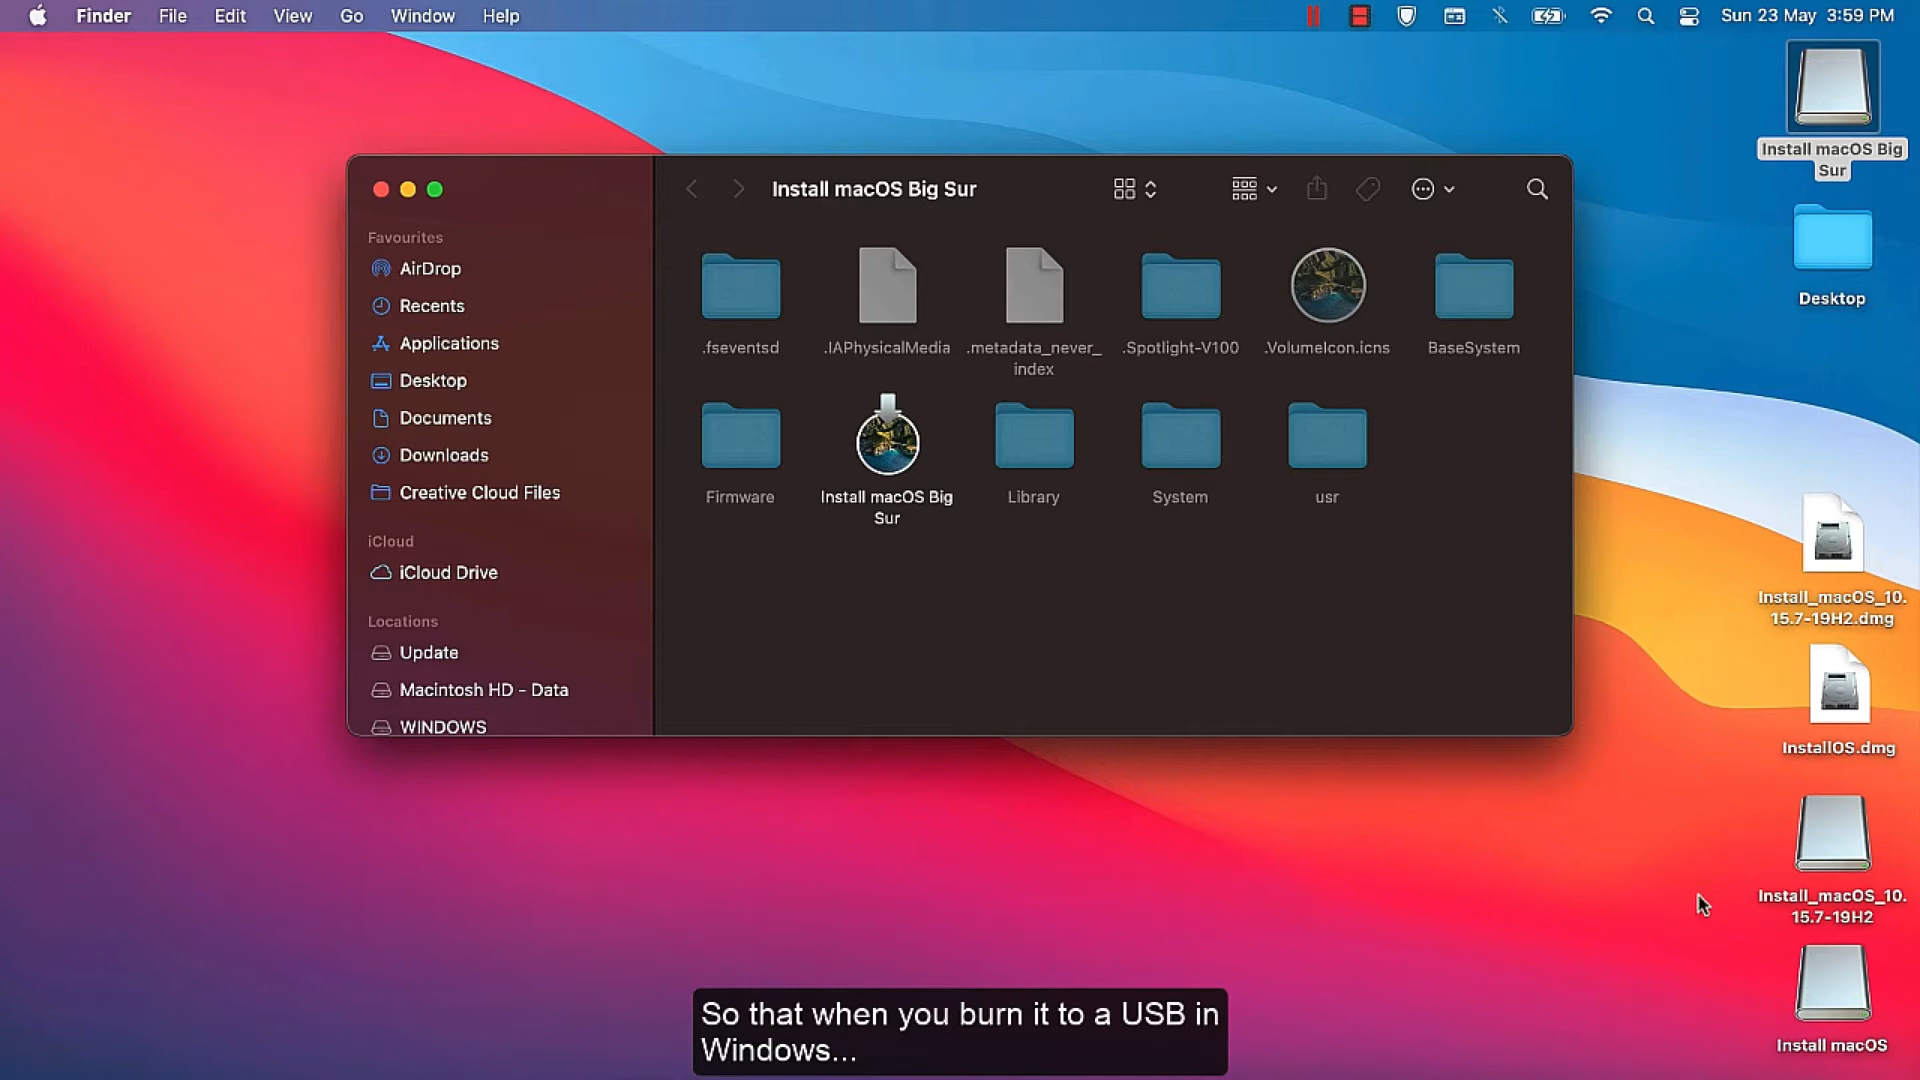 Finder File Edit View Go Window Help Sun 23 May 3:59 PM
Install macOS Big Sur
Favourites
AirDrop
Recents
Applications
Desktop
Documents
Downloads
Creative Cloud Files
iCloud
iCloud Drive
Locations
Update
Macintosh HD - Data
WINDOWS
.fseventsd
.IAPhysicalMedia
.metadata_never_
index
.Spotlight-V100
.VolumeIcon.icns
BaseSystem
Firmware
Install macOS Big
Sur
Library
System
usr
Install macOS Big
Sur
Desktop
Install_macOS_10.
15.7-19H2.dmg
InstallOS.dmg
Install_macOS_10.
15.7-19H2
Install macOS
So that when you burn it to a USB in
Windows...